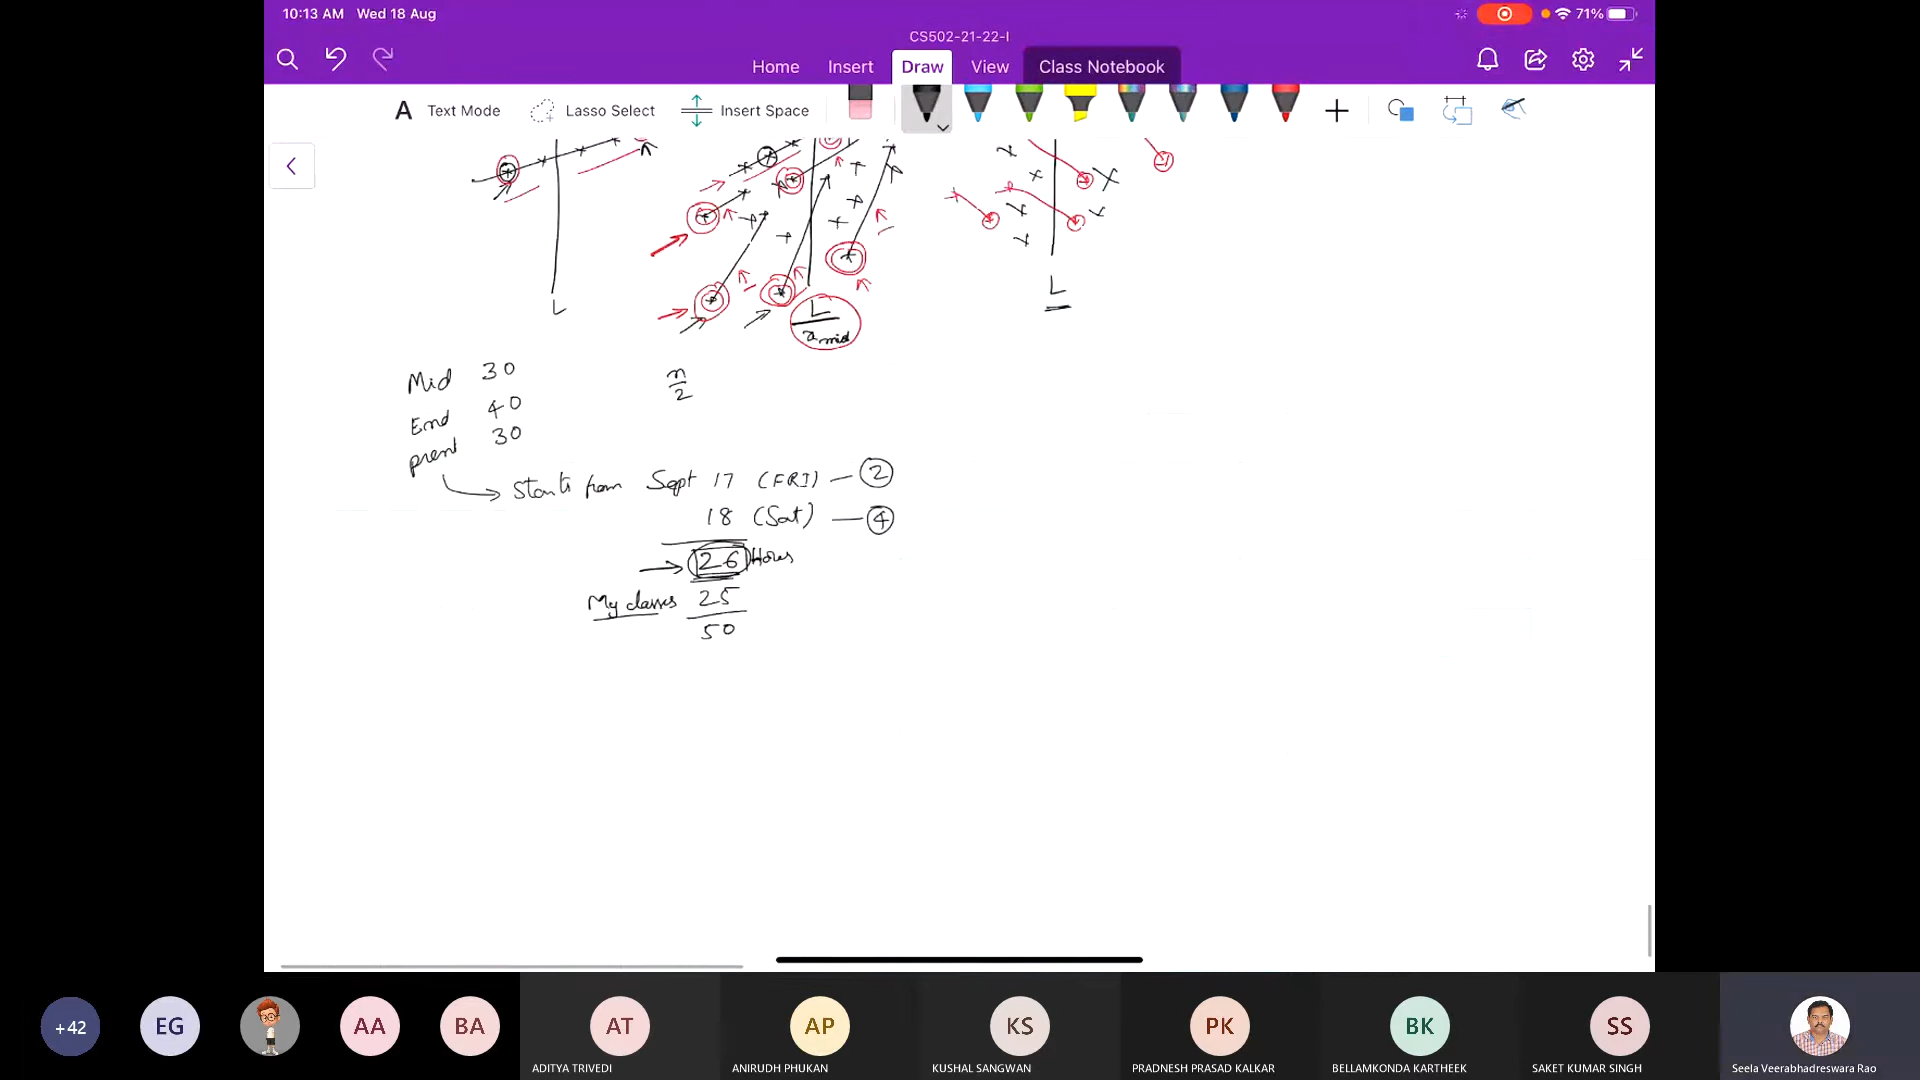 10:13 AM Wed 18 Aug
71%
CS502-21-22-I
Home Insert Draw View Class Notebook
A Text Mode Lasso Select Insert Space
L
L
x mid
L
Mid 30
End 40
present 30
n
2
Starts from Sept 17 (FRI) — 2
18 (Sat) — 4
26 Hours
My classes 25
50
+42 EG AA BA AT AP KS PK BK SS
ADITYA TRIVEDI ANIRUDH PHUKAN KUSHAL SANGWAN PRADNESH PRASAD KALKAR BELLAMKONDA KARTHEEK SAKET KUMAR SINGH Seela Veerabhadreswara Rao